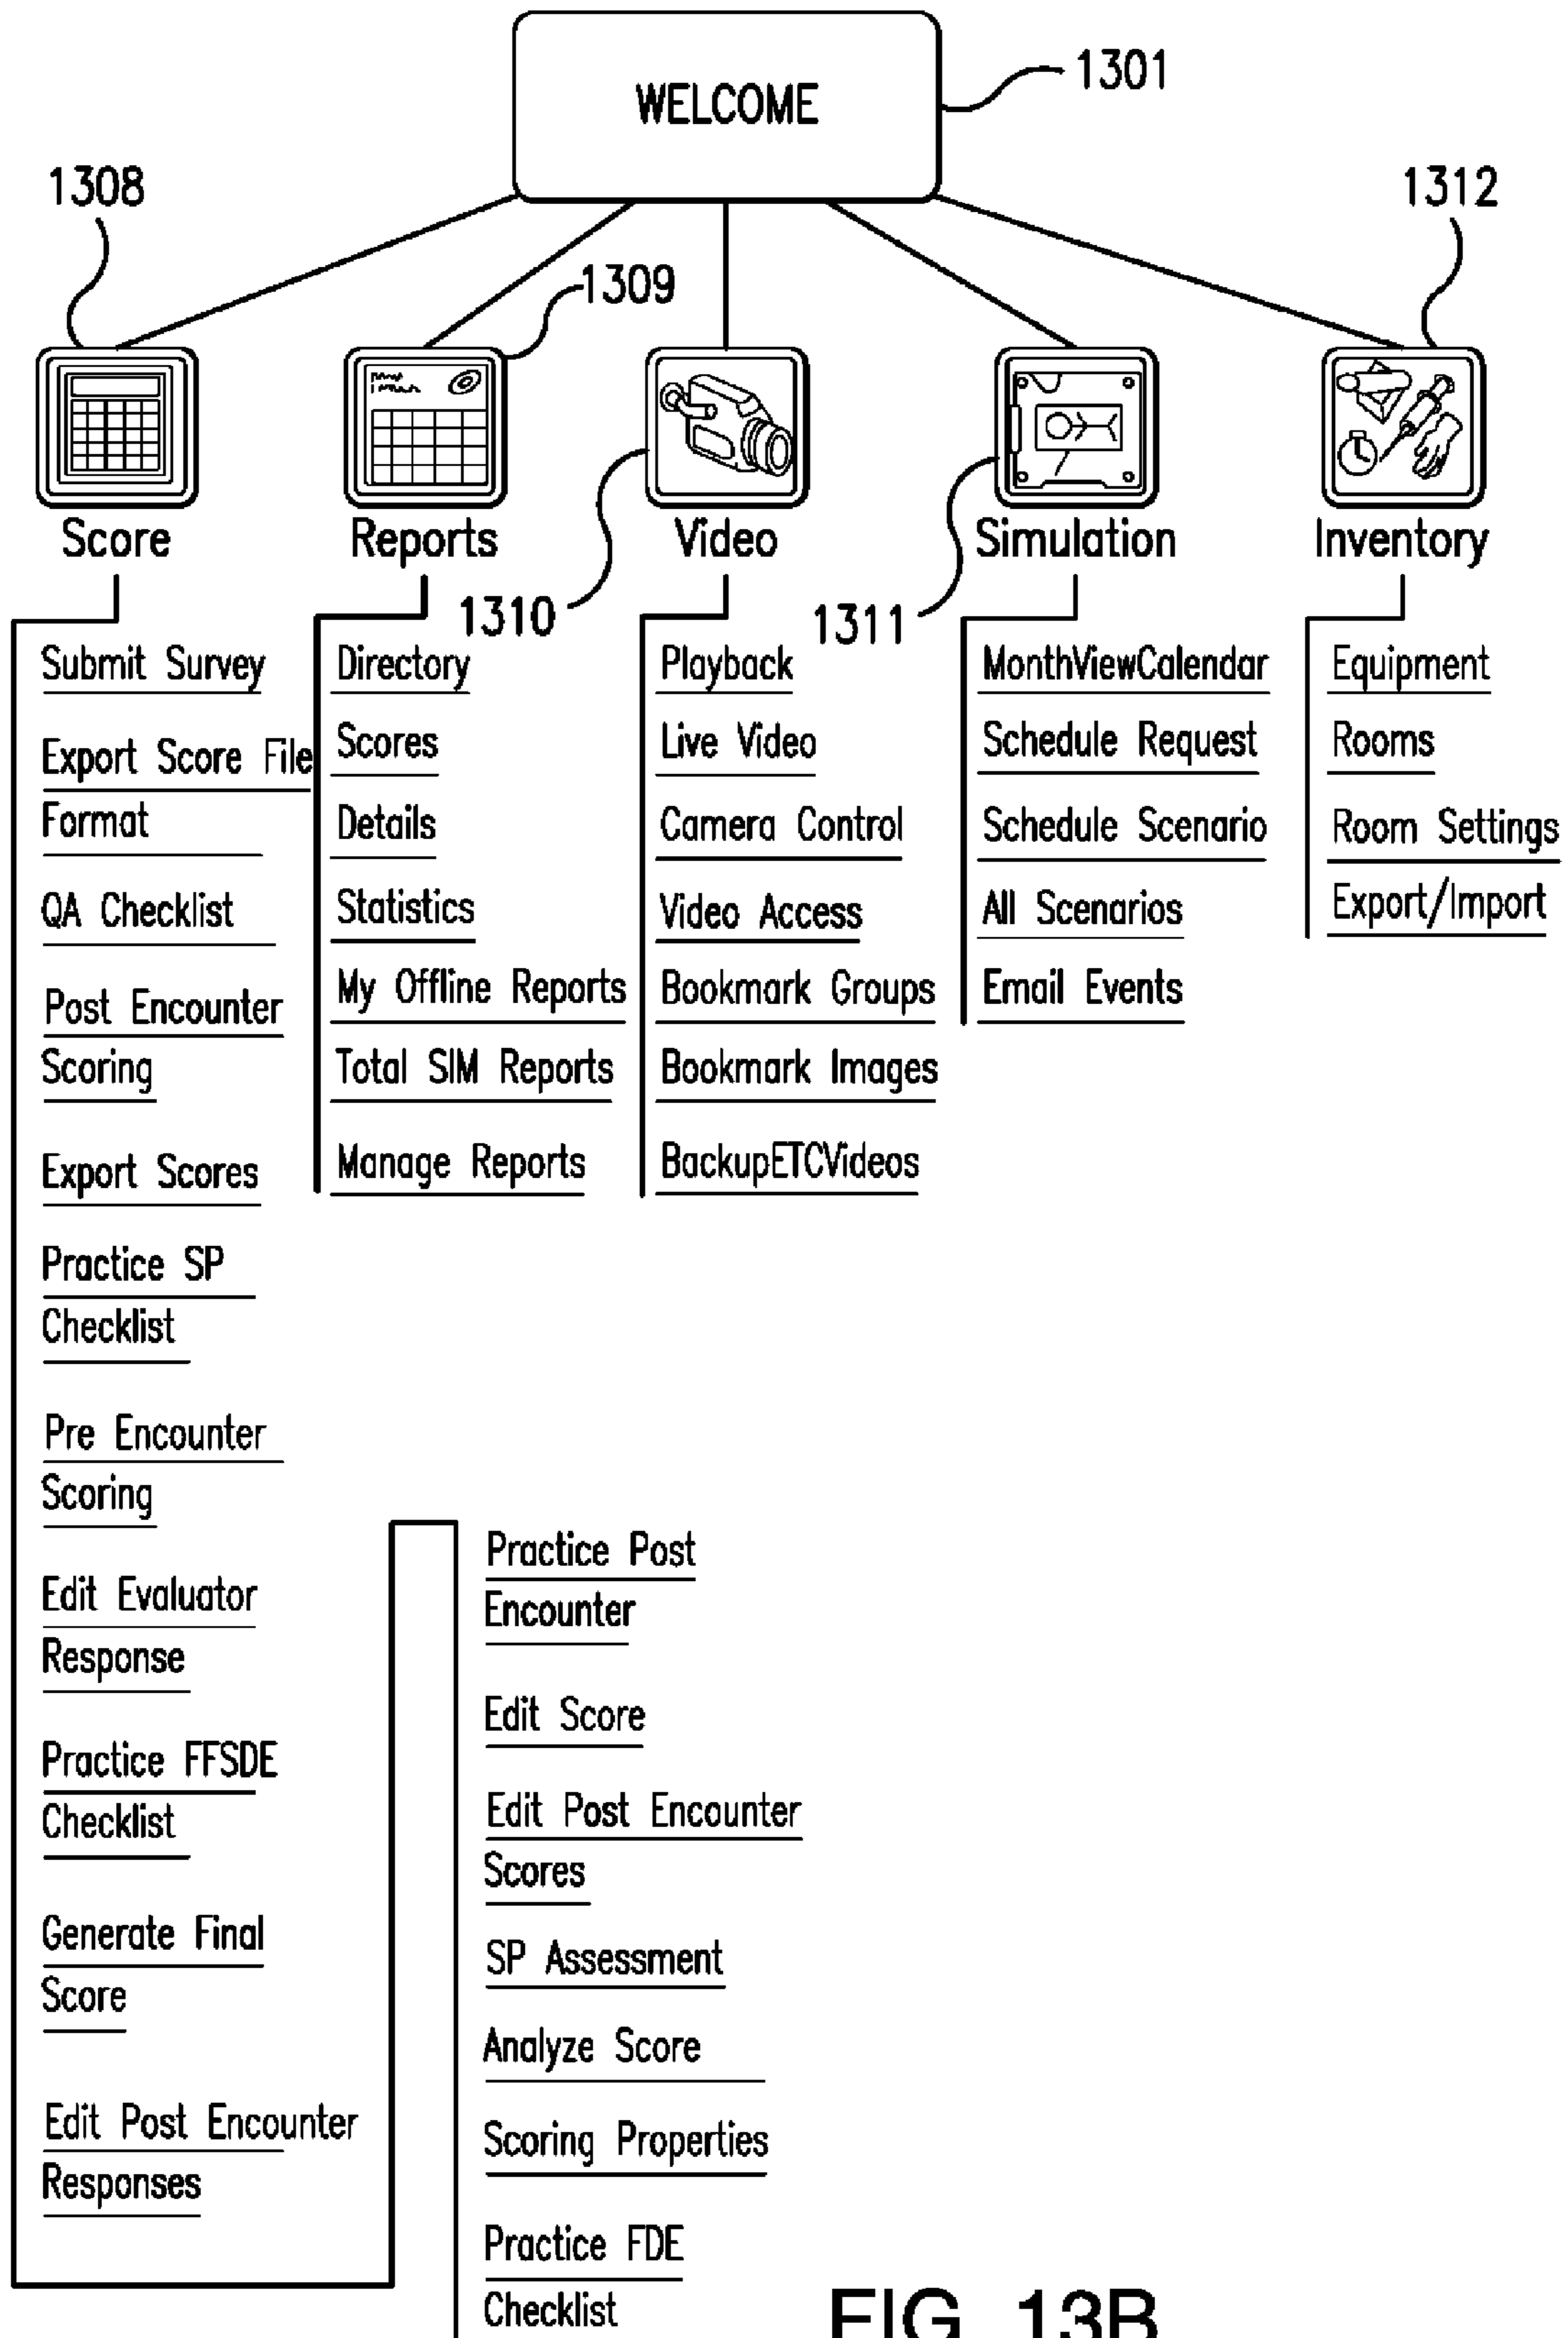 WELCOME
1301
1308
1312
1309
Score
Reports
Video
Simulation
Inventory
1310
1311
Submit Survey
Export Score File
Format
QA Checklist
Post Encounter
Scoring
Export Scores
Practice SP
Checklist
Pre Encounter
Scoring
Edit Evaluator
Response
Practice FFSDE
Checklist
Generate Final
Score
Edit Post Encounter
Responses
Practice Post
Encounter
Edit Score
Edit Post Encounter
Scores
SP Assessment
Analyze Score
Scoring Properties
Practice FDE
Checklist
Directory
Scores
Details
Statistics
My Offline Reports
Total SIM Reports
Manage Reports
Playback
Live Video
Camera Control
Video Access
Bookmark Groups
Bookmark Images
BackupETCVideos
MonthViewCalendar
Schedule Request
Schedule Scenario
All Scenarios
Email Events
Equipment
Rooms
Room Settings
Export/Import
FIG. 13B